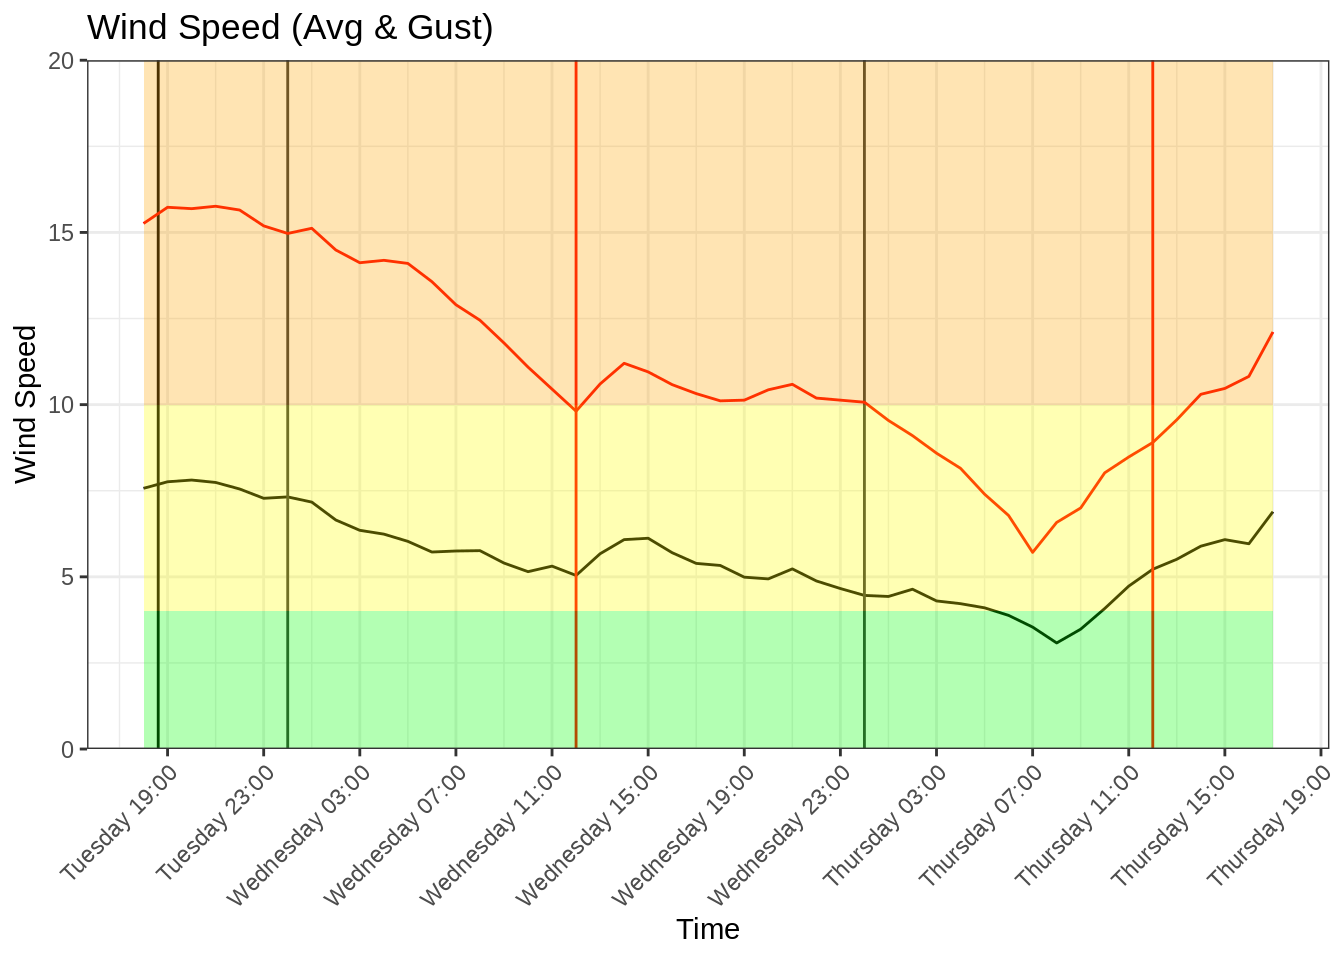 Wind Speed (Avg & Gust)
20
15
10
5
0
Wind Speed
Tuesday 19:00
Tuesday 23:00
Wednesday 03:00
Wednesday 07:00
Wednesday 11:00
Wednesday 15:00
Wednesday 19:00
Wednesday 23:00
Thursday 03:00
Thursday 07:00
Thursday 11:00
Thursday 15:00
Thursday 19:00
Time